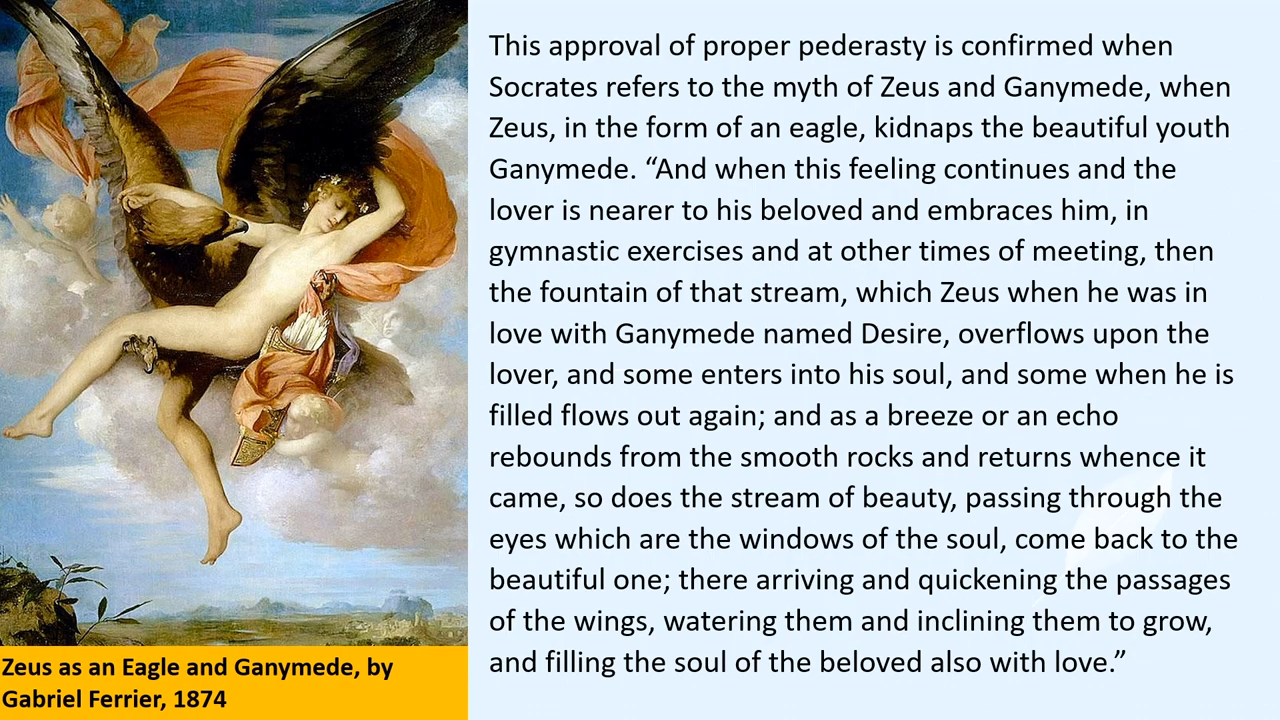 This approval of proper pederasty is confirmed when
Socrates refers to the myth of Zeus and Ganymede, when
Zeus, in the form of an eagle, kidnaps the beautiful youth
Ganymede. “And when this feeling continues and the
lover is nearer to his beloved and embraces him, in
gymnastic exercises and at other times of meeting, then
the fountain of that stream, which Zeus when he was in
love with Ganymede named Desire, overflows upon the
lover, and some enters into his soul, and some when he is
filled flows out again; and as a breeze or an echo
rebounds from the smooth rocks and returns whence it
came, so does the stream of beauty, passing through the
eyes which are the windows of the soul, come back to the
beautiful one; there arriving and quickening the passages
of the wings, watering them and inclining them to grow,
and filling the soul of the beloved also with love.”
Zeus as an Eagle and Ganymede, by
Gabriel Ferrier, 1874